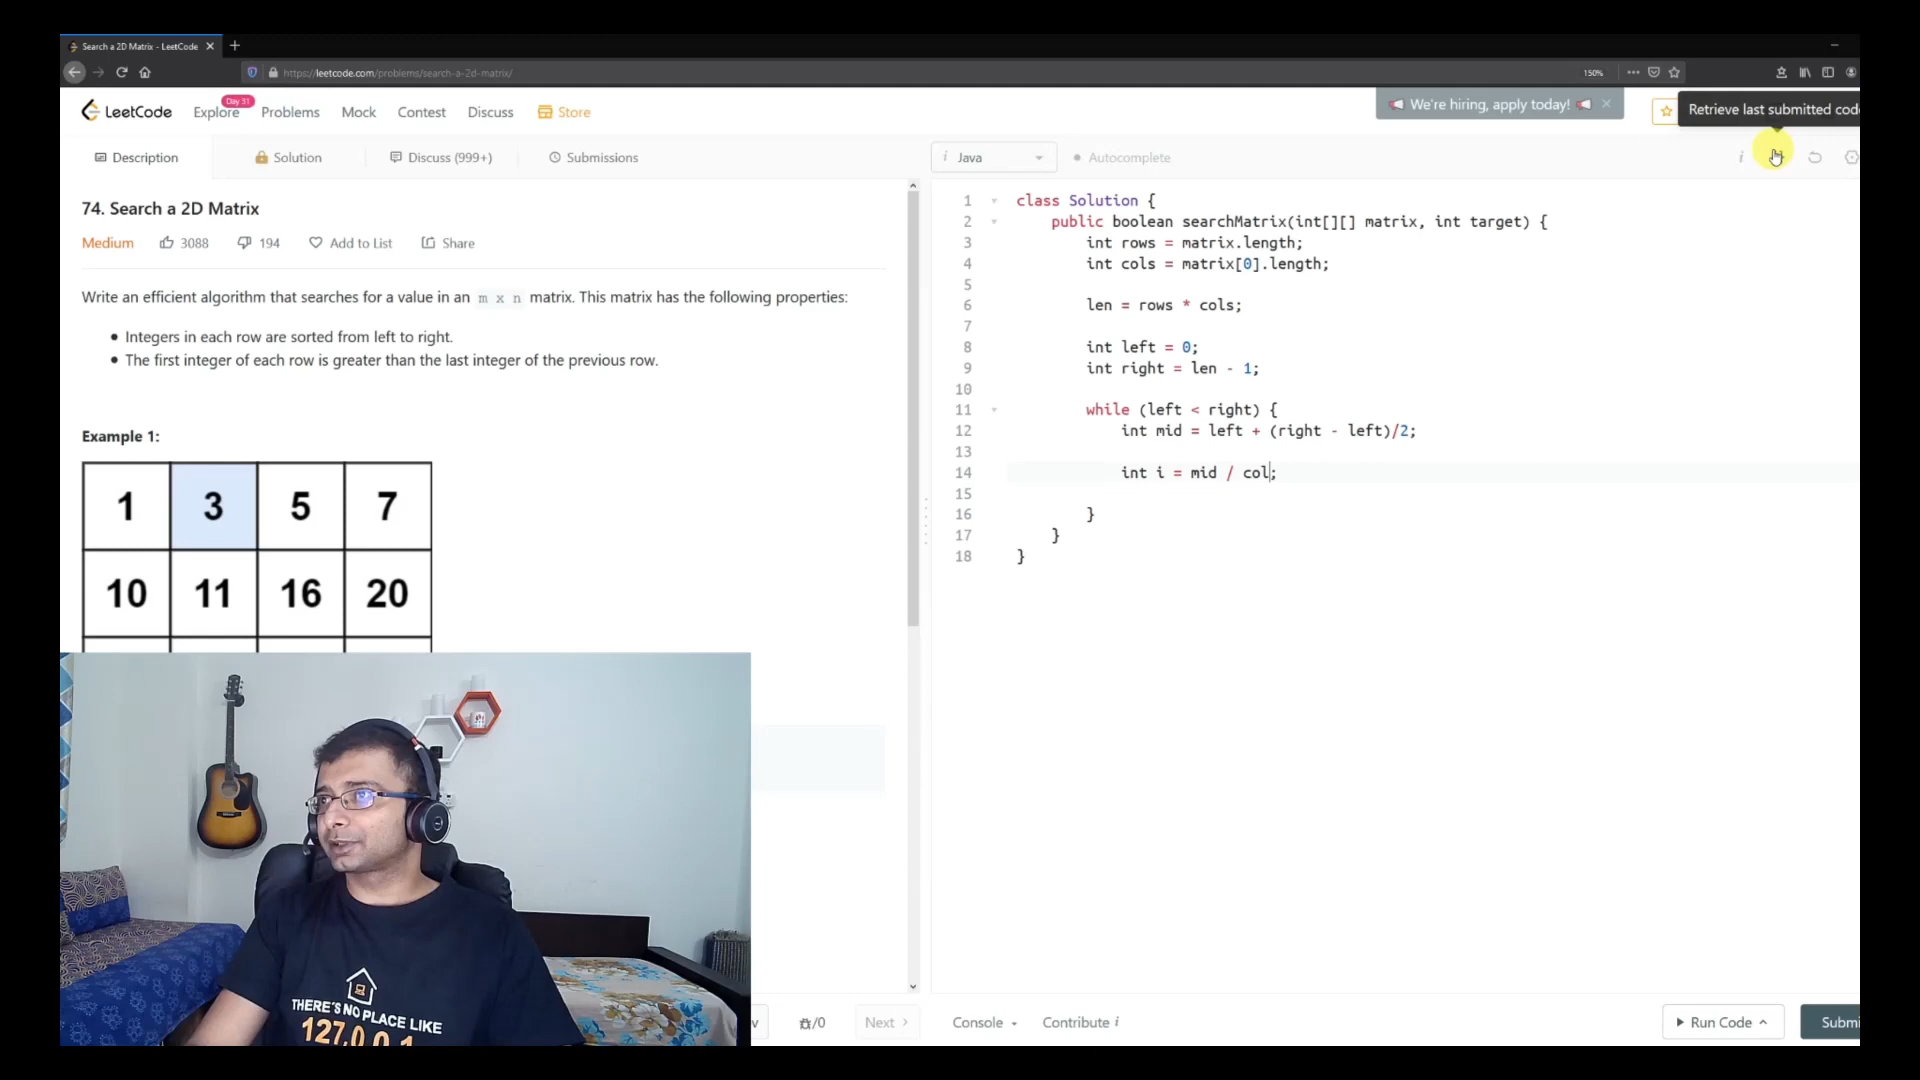 Search a 2D Matrix - LeetCode
https://leetcode.com/problems/search-a-2d-matrix/
150%
LeetCode
Explore
Day 31
Problems
Mock
Contest
Discuss
Store
We're hiring, apply today!
Retrieve last submitted code
Description
Solution
Discuss (999+)
Submissions
i Java
Autocomplete
i
74. Search a 2D Matrix
Medium
3088
194
Add to List
Share
Write an efficient algorithm that searches for a value in an m x n matrix. This matrix has the following properties:
Integers in each row are sorted from left to right.
The first integer of each row is greater than the last integer of the previous row.
Example 1:
1 3 5 7
10 11 16 20
1 class Solution {
2 public boolean searchMatrix(int[][] matrix, int target) {
3 int rows = matrix.length;
4 int cols = matrix[0].length;
5
6 len = rows * cols;
7
8 int left = 0;
9 int right = len - 1;
10
11 while (left < right) {
12 int mid = left + (right - left)/2;
13
14 int i = mid / col;
15
16 }
17 }
18 }
THERE'S NO PLACE LIKE
127.0.0.1
/0
Next
Console
Contribute i
Run Code
Submi